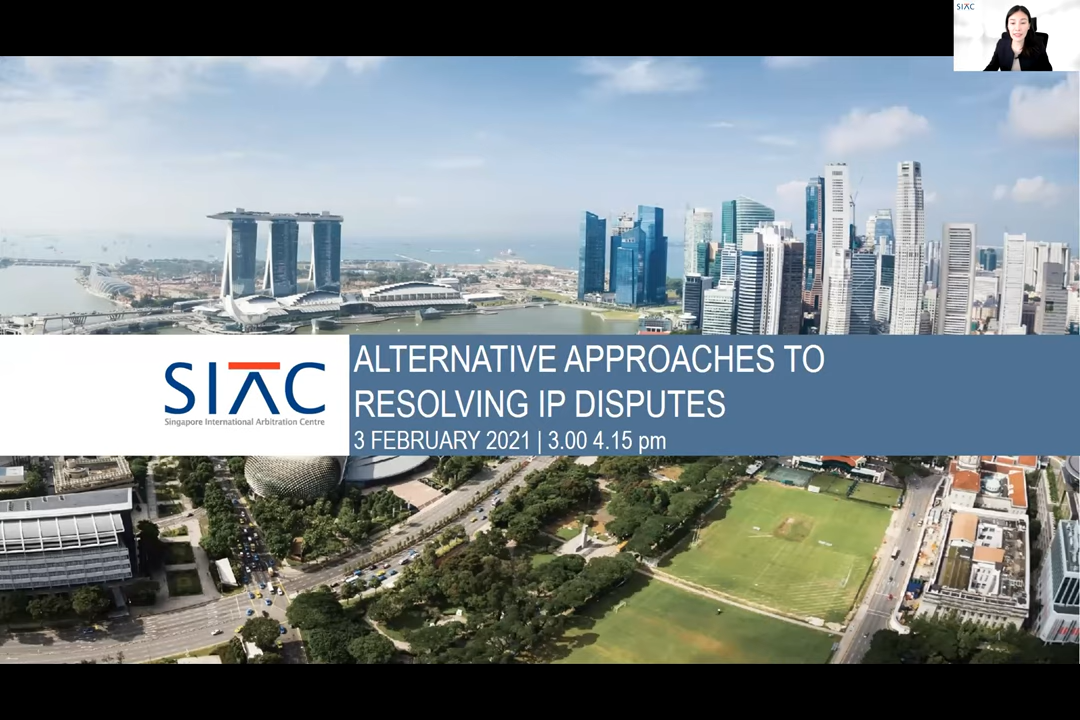 SIAC
SIAC
Singapore International Arbitration Centre
ALTERNATIVE APPROACHES TO
RESOLVING IP DISPUTES
3 FEBRUARY 2021 | 3.00 4.15 pm